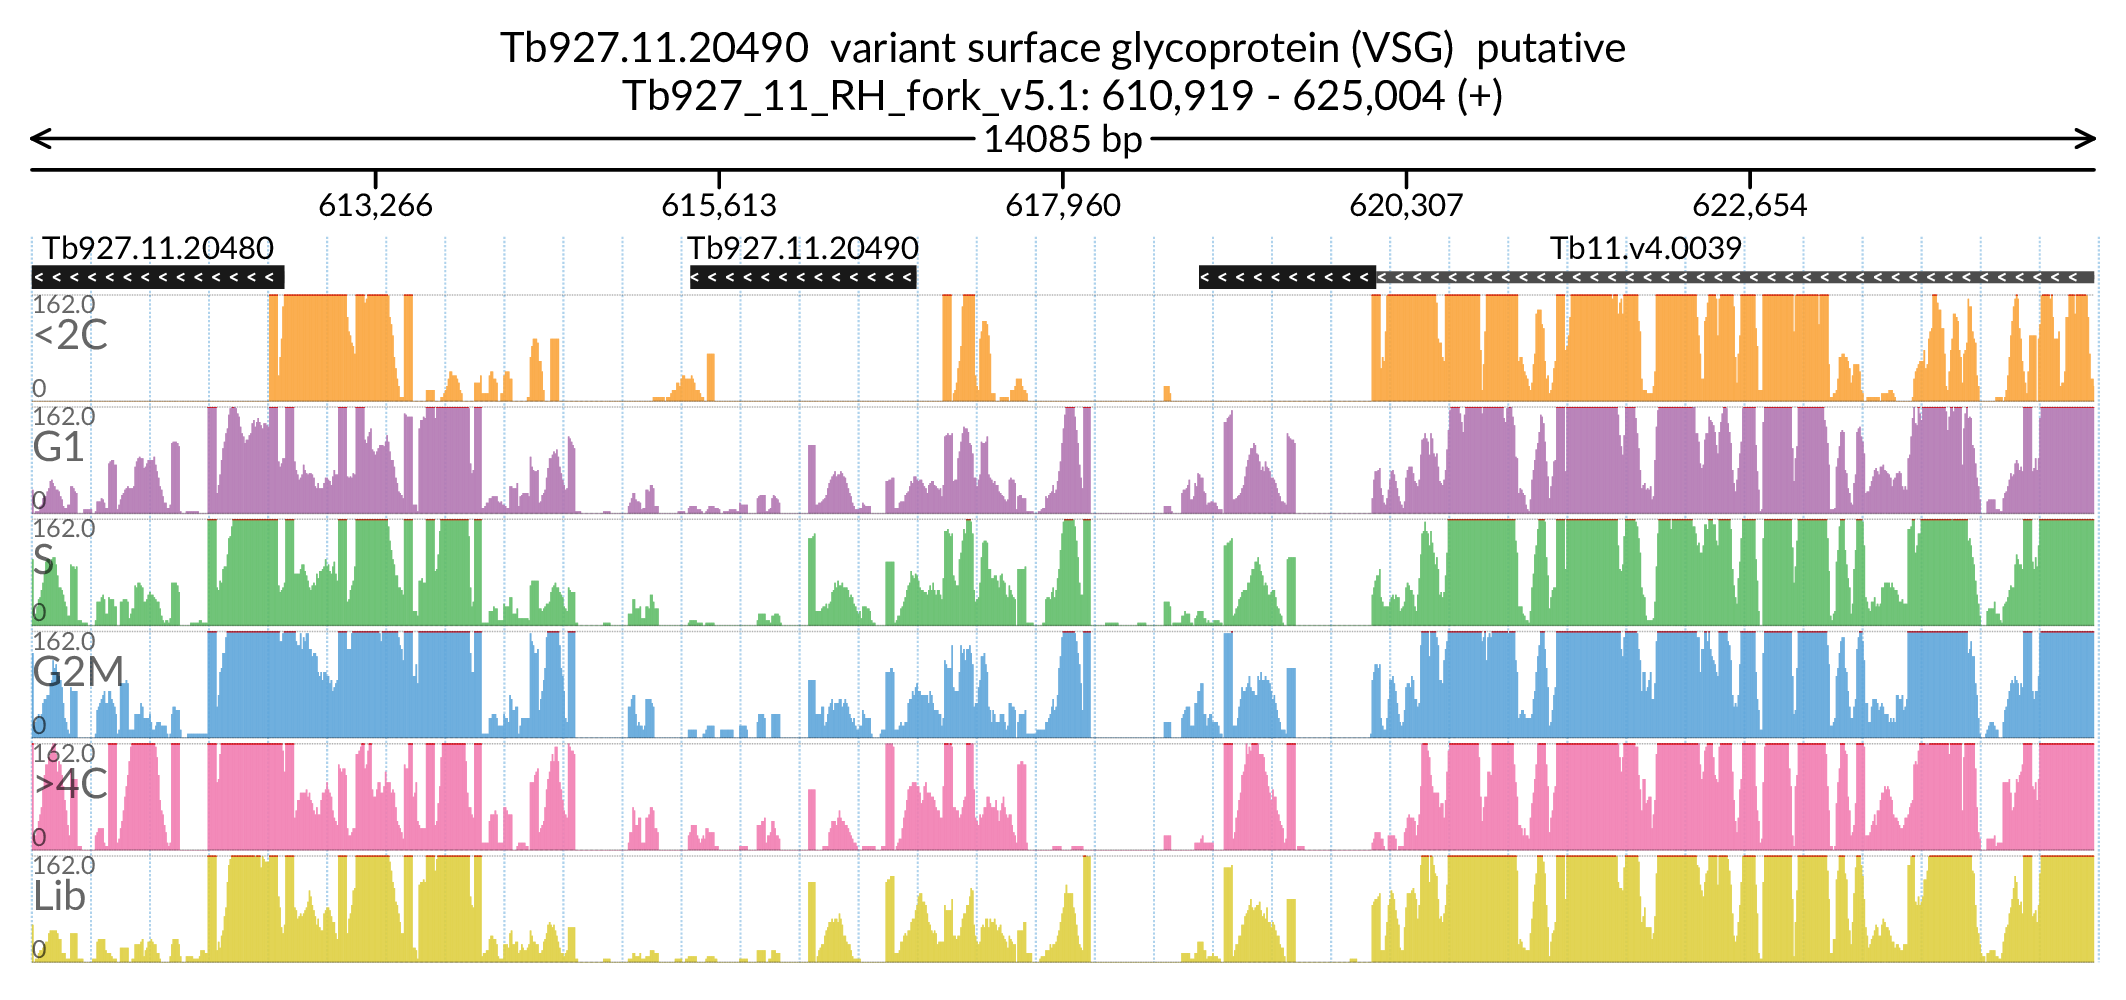 Tb927.11.20490 variant surface glycoprotein (VSG) putative
Tb927_11_RH_fork_v5.1: 610,919 - 625,004 (+)
14085 bp
613,266 615,613 617,960 620,307 622,654
Tb927.11.20480 Tb927.11.20490 Tb11.v4.0039
162.0
<2C
0
162.0
G1
0
162.0
S
0
162.0
G2M
0
162.0
>4C
0
162.0
Lib
0